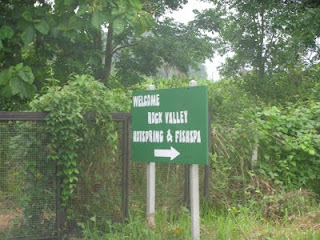 WELCOME
ROCK VALLEY
HOTSPRING & FISHSPA